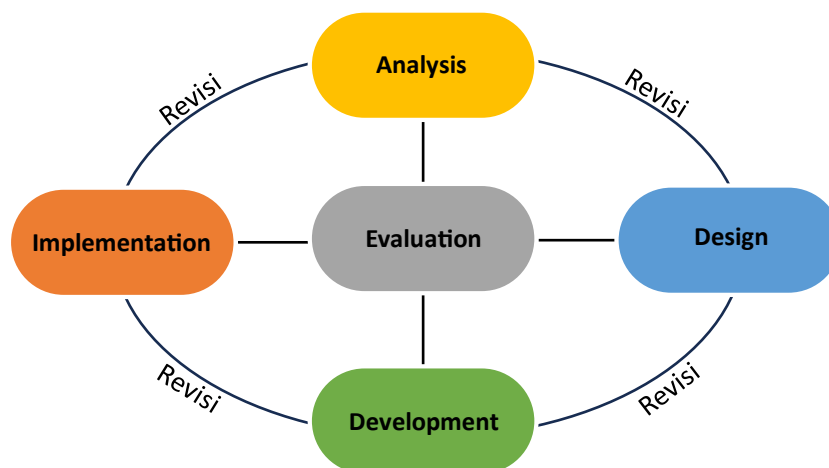 Analysis
Revisi
Revisi
Implementation
Evaluation
Design
Revisi
Revisi
Development